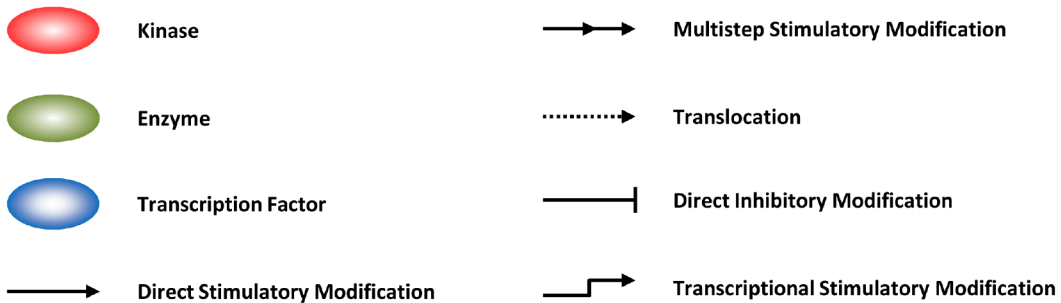 Kinase
Multistep Stimulatory Modification
Enzyme
Translocation
Transcription Factor
Direct Inhibitory Modification
Direct Stimulatory Modification
Transcriptional Stimulatory Modification